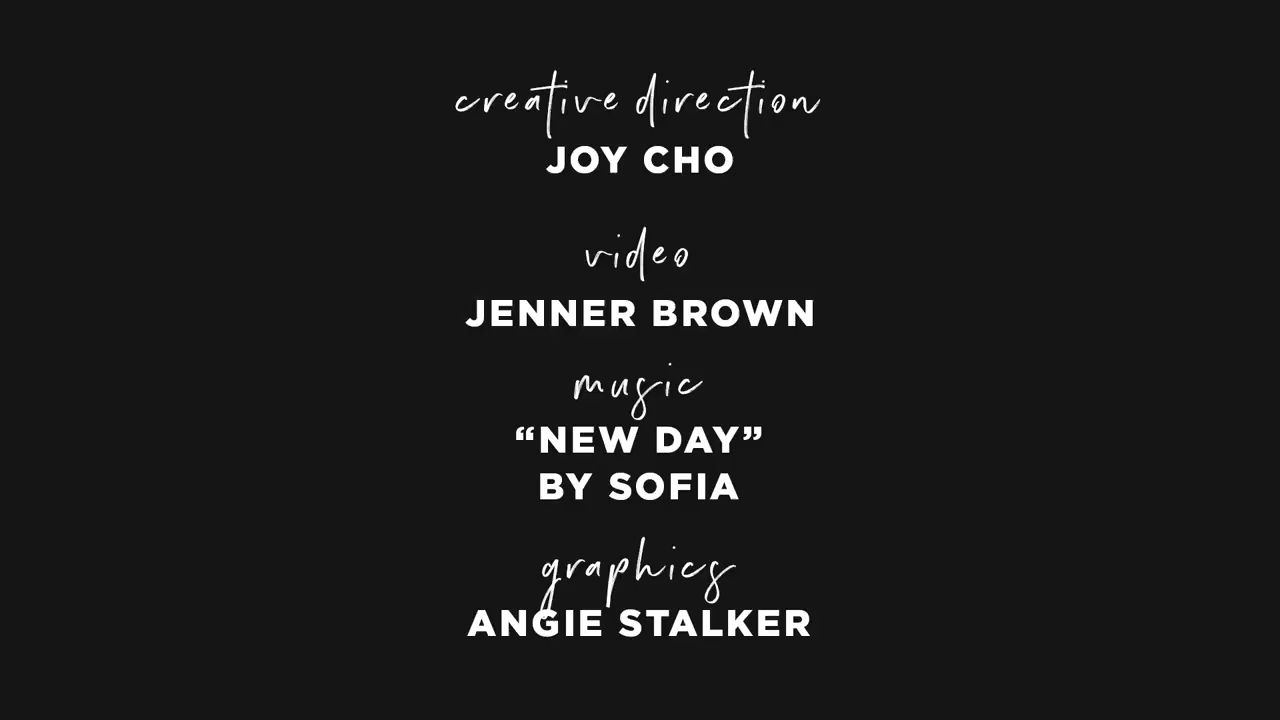 creative direction
JOY CHO
video
JENNER BROWN
music
“NEW DAY”
BY SOFIA
graphics
ANGIE STALKER